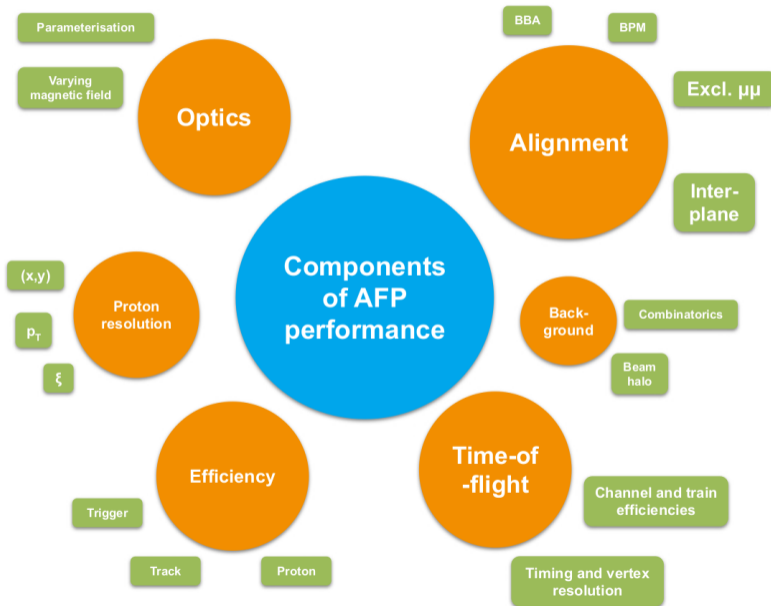 Parameterisation
Varying
magnetic field
Optics
BBA
BPM
Alignment
Excl. μμ
Inter-
plane
Components
of AFP
performance
(x,y)
pT
ξ
Proton
resolution
Back-
ground
Combinatorics
Beam
halo
Efficiency
Trigger
Track
Proton
Time-of
-flight
Channel and train
efficiencies
Timing and vertex
resolution